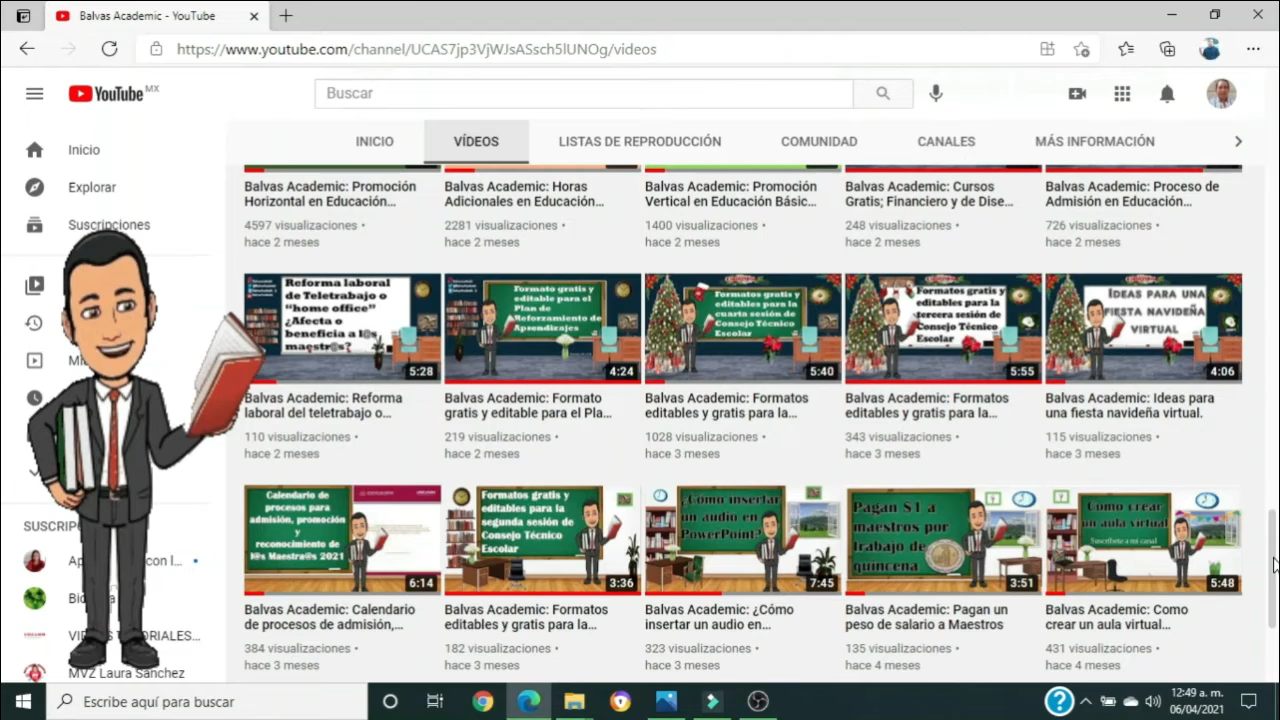 Balvas Academic - YouTube
https://www.youtube.com/channel/UCAS7jp3VjWJsASsch5lUNOg/videos
YouTube MX
Buscar
INICIO
VÍDEOS
LISTAS DE REPRODUCCIÓN
COMUNIDAD
CANALES
MÁS INFORMACIÓN
Inicio
Explorar
Suscripciones
SUSCRIP
con l...
VI
RIALES...
MVZ Laura Sánchez
Balvas Academic: Promoción
Horizontal en Educación...
4597 visualizaciones •
hace 2 meses
Balvas Academic: Horas
Adicionales en Educación...
2281 visualizaciones •
hace 2 meses
Balvas Academic: Promoción
Vertical en Educación Básic...
1400 visualizaciones •
hace 2 meses
Balvas Academic: Cursos
Gratis; Financiero y de Dise...
248 visualizaciones •
hace 2 meses
Balvas Academic: Proceso de
Admisión en Educación...
726 visualizaciones •
hace 2 meses
Reforma laboral
de Teletrabajo o
“home office”
¿Afecta o
beneficia a l@s
maestr@s?
5:28
Formato gratis y
editable para el
Plan de
Reforzamiento de
Aprendizajes
4:24
Formatos gratis y
editables para la
cuarta sesión de
Consejo Técnico
Escolar
5:40
Formatos gratis y
editables para la
tercera sesión de
Consejo Técnico
Escolar
5:55
IDEAS PARA UNA
FIESTA NAVIDEÑA
VIRTUAL
4:06
Balvas Academic: Reforma
laboral del teletrabajo o...
110 visualizaciones •
hace 2 meses
Balvas Academic: Formato
gratis y editable para el Pla...
219 visualizaciones •
hace 2 meses
Balvas Academic: Formatos
editables y gratis para la...
1028 visualizaciones •
hace 3 meses
Balvas Academic: Formatos
editables y gratis para la...
343 visualizaciones •
hace 3 meses
Balvas Academic: Ideas para
una fiesta navideña virtual.
115 visualizaciones •
hace 3 meses
Calendario de
procesos para
admisión, promoción
y
reconocimiento de
l@s Maestra@s 2021
6:14
Formatos gratis y
editables para la
segunda sesión de
Consejo Técnico
Escolar
3:36
¿Como insertar
un audio en
PowerPoint?
7:45
Pagan $1 a
maestros por
trabajo de
quincena
3:51
Como crear
un aula virtual
Suscríbete a mi canal
5:48
Balvas Academic: Calendario
de procesos de admisión,...
384 visualizaciones •
hace 3 meses
Balvas Academic: Formatos
editables y gratis para la...
182 visualizaciones •
hace 3 meses
Balvas Academic: ¿Cómo
insertar un audio en...
323 visualizaciones •
hace 3 meses
Balvas Academic: Pagan un
peso de salario a Maestros
135 visualizaciones •
hace 4 meses
Balvas Academic: Como
crear un aula virtual...
431 visualizaciones •
hace 4 meses
Escribe aquí para buscar
12:49 a. m.
06/04/2021